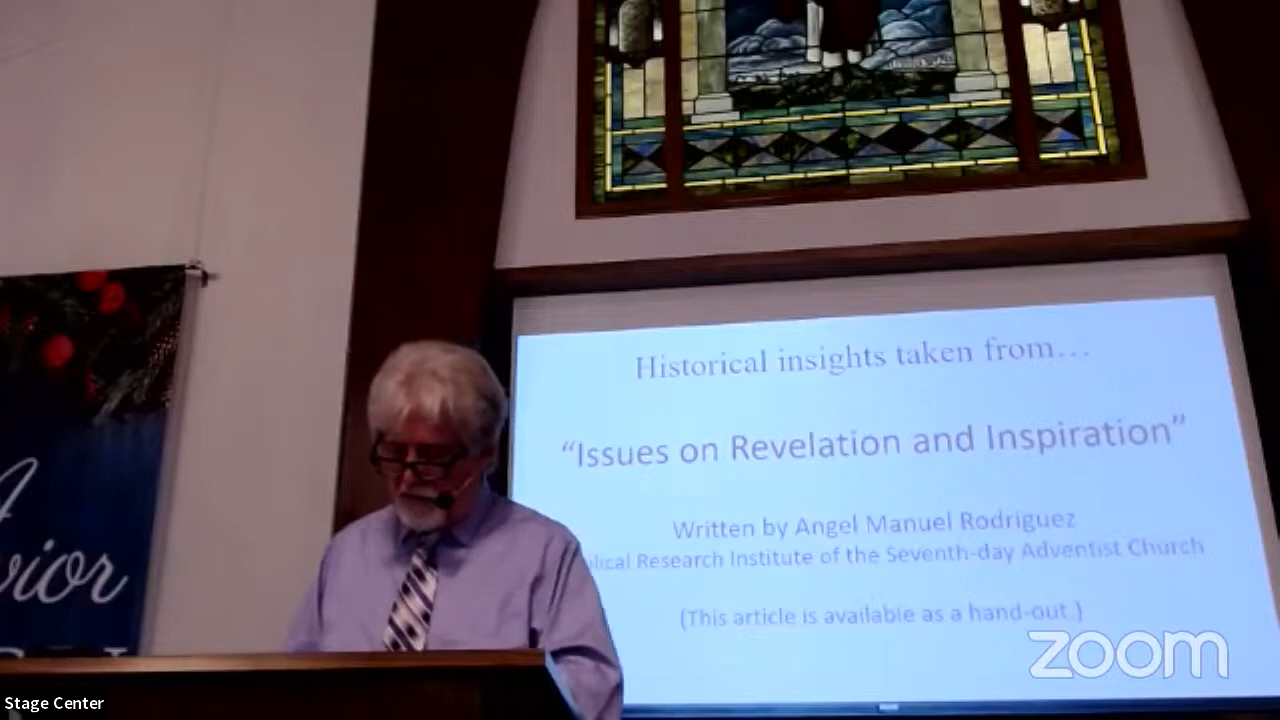 Historical insights taken from...
“Issues on Revelation and Inspiration”
Written by Angel Manuel Rodriguez
lical Research Institute of the Seventh-day Adventist Church
(This article is available as a hand-out.)
zoom
A
vior
Stage Center